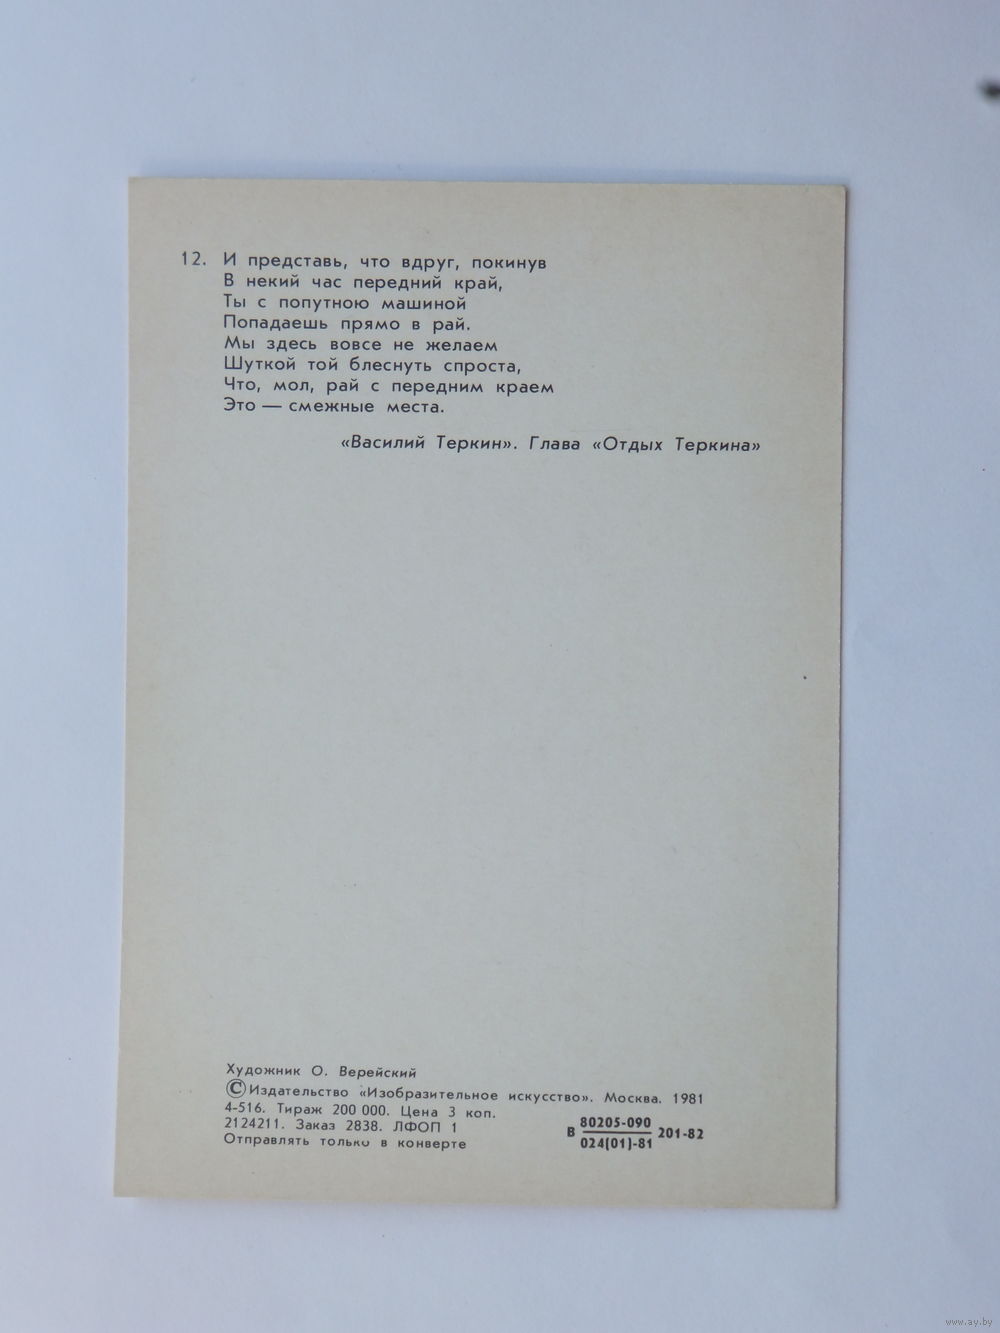 12. И представь, что вдруг, покинув
В некий час передний край,
Ты с попутною машиной
Попадаешь прямо в рай.
Мы здесь вовсе не желаем
Шуткой той блеснуть спроста,
Что, мол, рай с передним краем
Это — смежные места.
«Василий Теркин». Глава «Отдых Теркина»
Художник О. Верейский
© Издательство «Изобразительное искусство». Москва. 1981
4-516. Тираж 200 000. Цена 3 коп.
2124211. Заказ 2838. ЛФОП 1
Отправлять только в конверте
В 80205-090 201-82
024(01)-81
www.ay.by